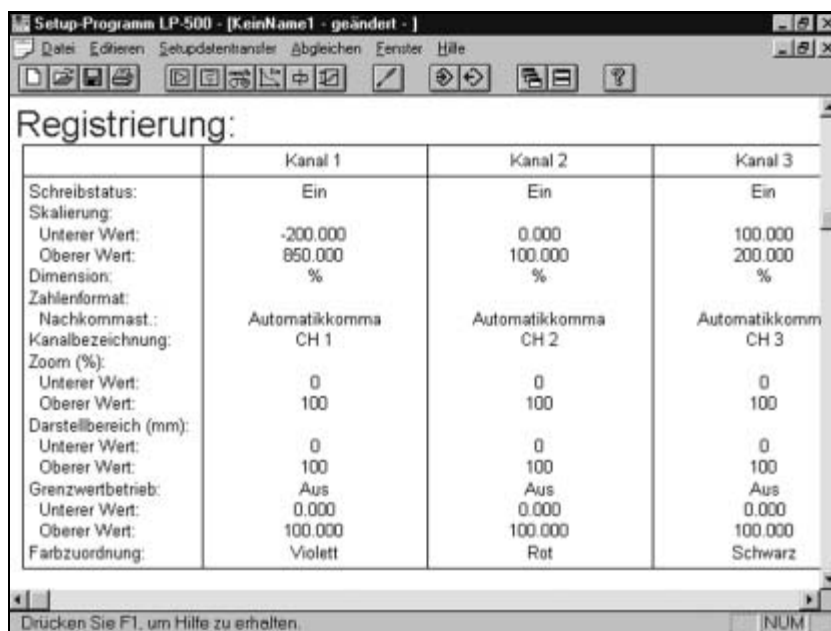 Setup-Programm LP-500 - [KeinName1 - geändert - ]
Datei Editieren Setupdatentransfer Abgleichen Fenster Hilfe
Registrierung:
Kanal 1 Kanal 2 Kanal 3
Schreibstatus: Ein Ein Ein
Skalierung:
Unterer Wert: -200.000 0.000 100.000
Oberer Wert: 850.000 100.000 200.000
Dimension: % % %
Zahlenformat:
Nachkommast.: Automatikkomma Automatikkomma Automatikkomm
Kanalbezeichnung: CH 1 CH 2 CH 3
Zoom (%):
Unterer Wert: 0 0 0
Oberer Wert: 100 100 100
Darstellbereich (mm):
Unterer Wert: 0 0 0
Oberer Wert: 100 100 100
Grenzwertbetrieb: Aus Aus Aus
Unterer Wert: 0.000 0.000 0.000
Oberer Wert: 100.000 100.000 100.000
Farbzuordnung: Violett Rot Schwarz
Drücken Sie F1, um Hilfe zu erhalten. NUM